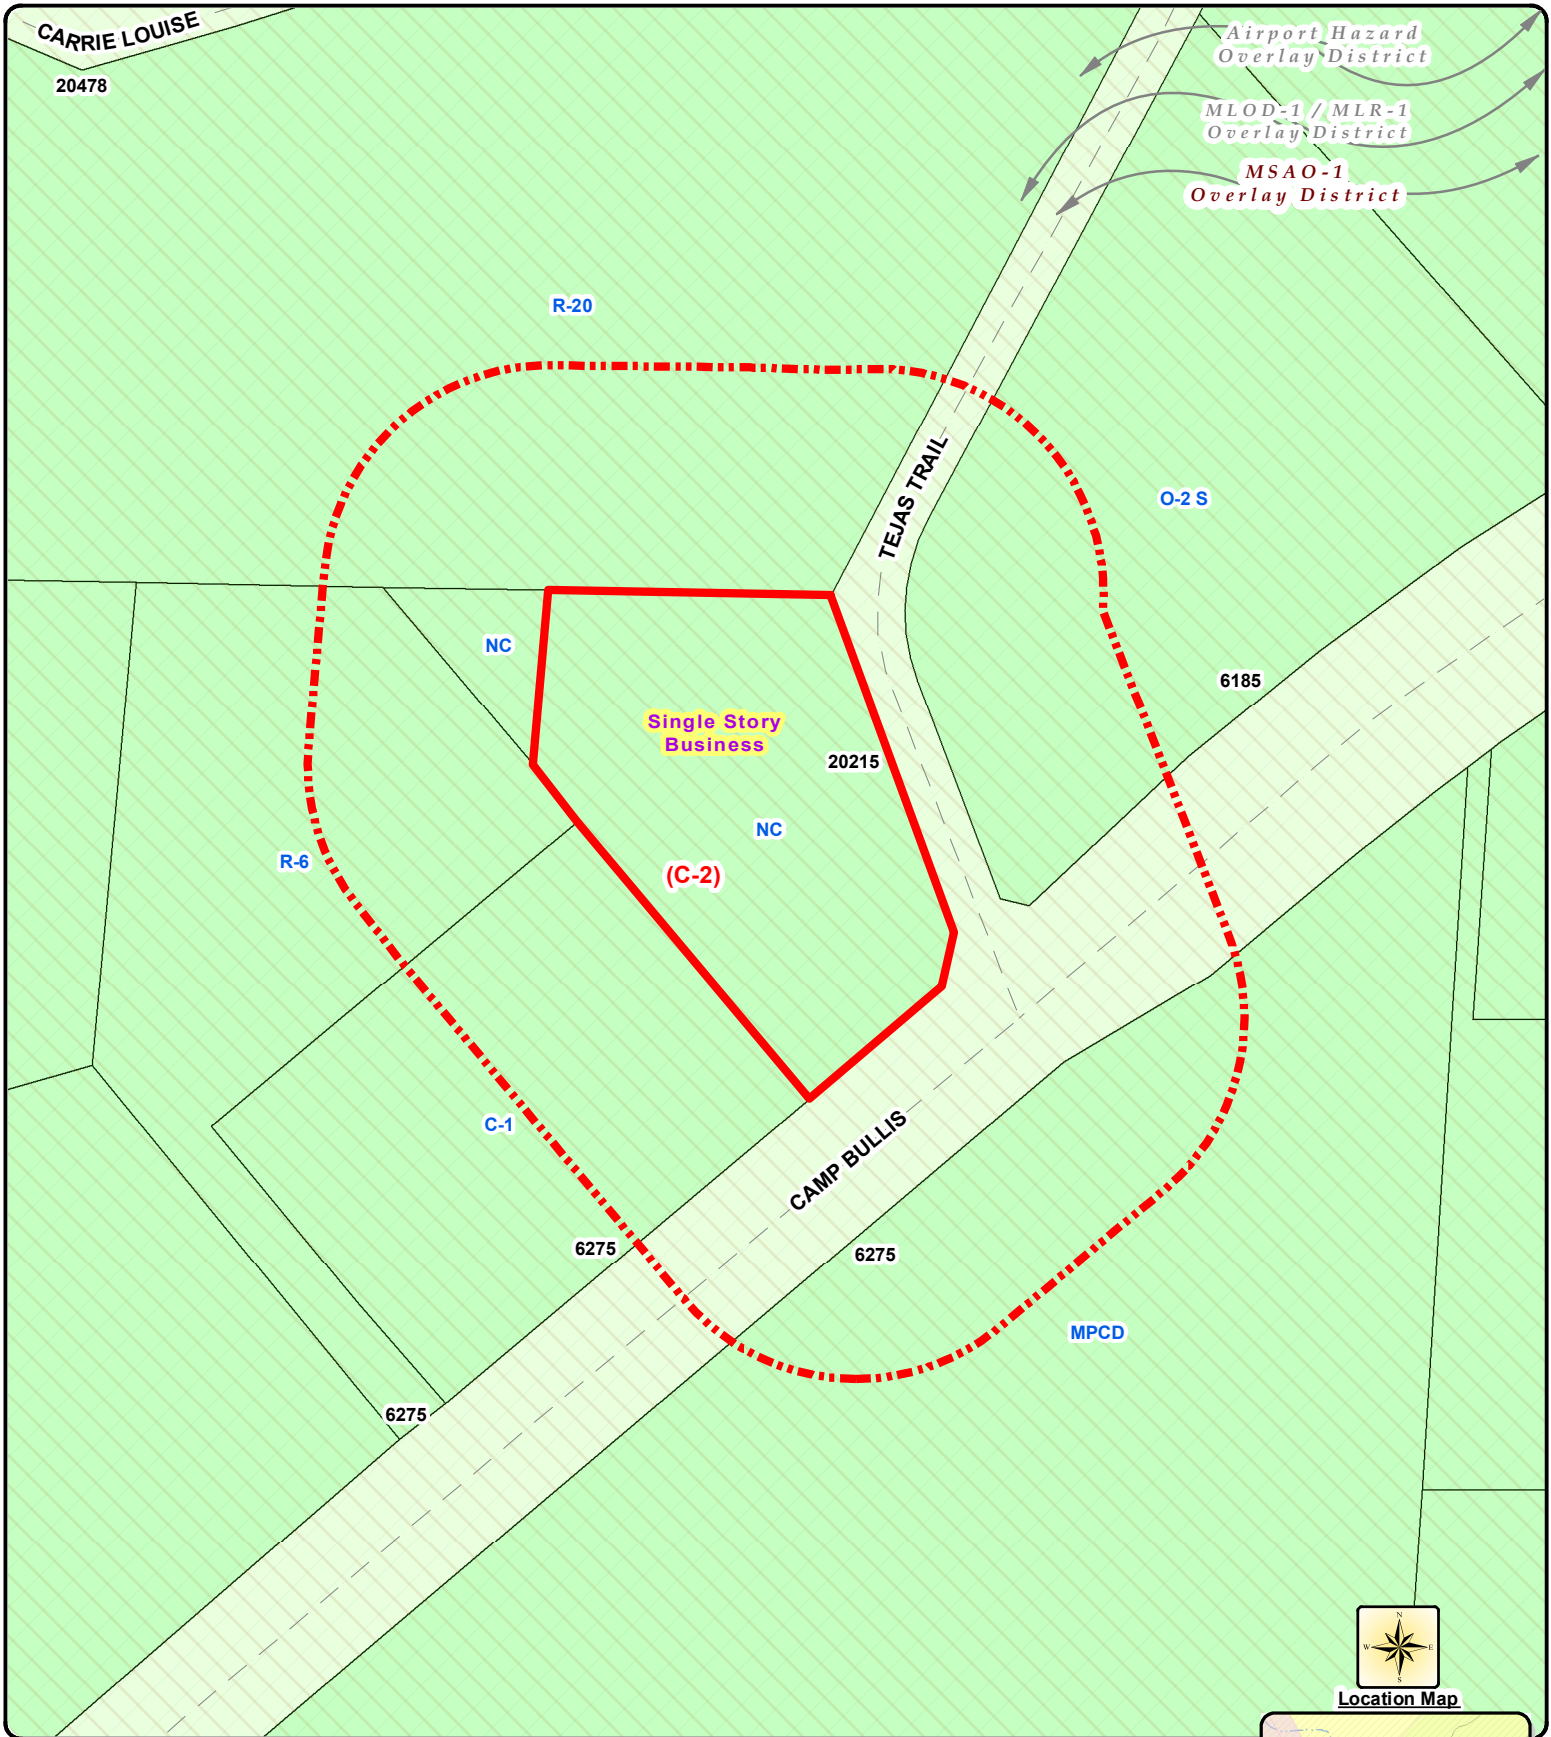 CARRIE LOUISE
20478
Airport Hazard
Overlay District
MLOD-1 / MLR-1
Overlay District
MSAO-1
Overlay District
R-20
TEJAS TRAIL
O-2 S
NC
6185
Single Story
Business
20215
NC
R-6
(C-2)
C-1
CAMP BULLIS
6275
6275
MPCD
6275
N
W E
S
Location Map